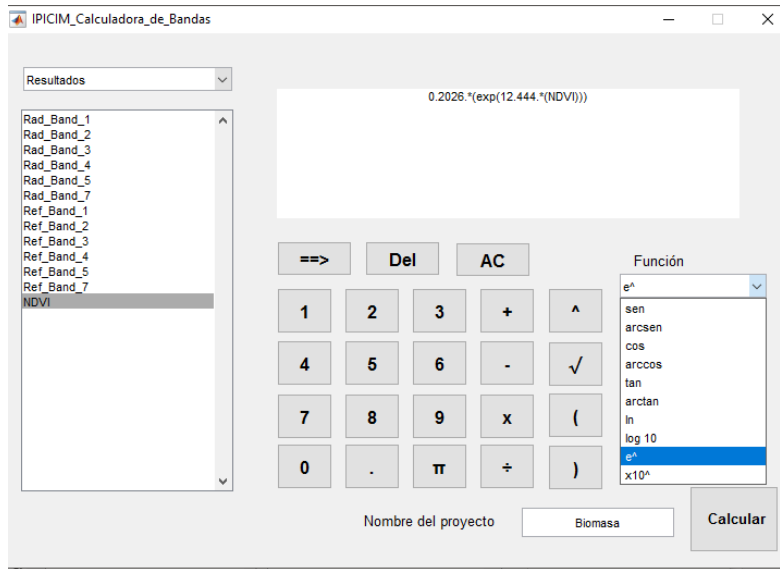 IPICIM_Calculadora_de_Bandas
Resultados
Rad_Band_1
Rad_Band_2
Rad_Band_3
Rad_Band_4
Rad_Band_5
Rad_Band_7
Ref_Band_1
Ref_Band_2
Ref_Band_3
Ref_Band_4
Ref_Band_5
Ref_Band_7
NDVI
0.2026.*(exp(12.444.*(NDVI)))
==> Del AC
1 2 3 + ^
4 5 6 - √
7 8 9 x (
0 . π ÷ )
Función
e^
sen
arcsen
cos
arccos
tan
arctan
ln
log 10
e^
x10^
Nombre del proyecto Biomasa Calcular